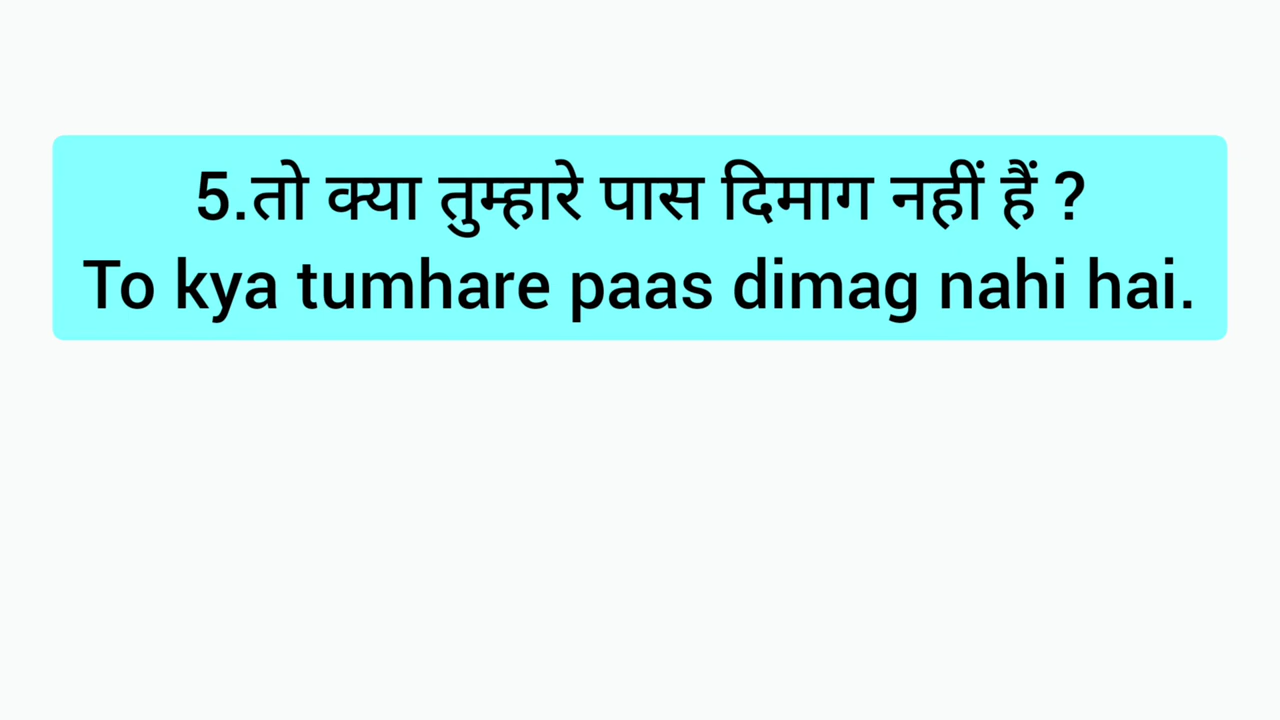 5.तो क्या तुम्हारे पास दिमाग नहीं हैं ?
To kya tumhare paas dimag nahi hai.